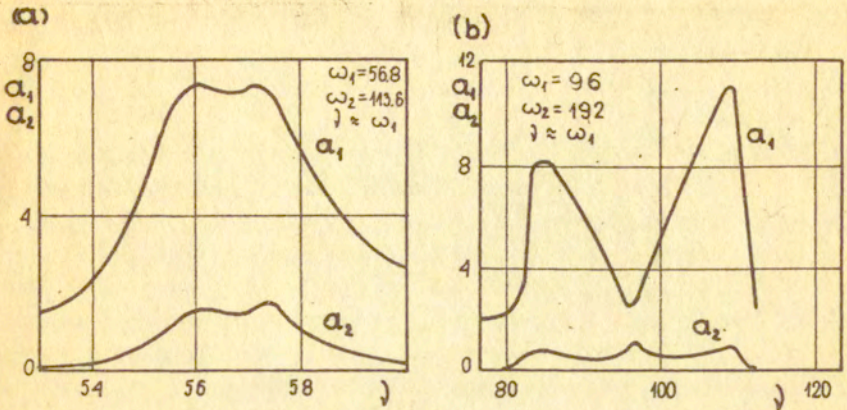 (a)
8
a₁
a₂
4
0
54
56
58
ν
ω₁=56.8
ω₂=113.6
ν ≈ ω₁
a₁
a₂
(b)
12
a₁
a₂
8
4
0
80
100
120
ν
ω₁=96
ω₂=192
ν ≈ ω₁
a₁
a₂